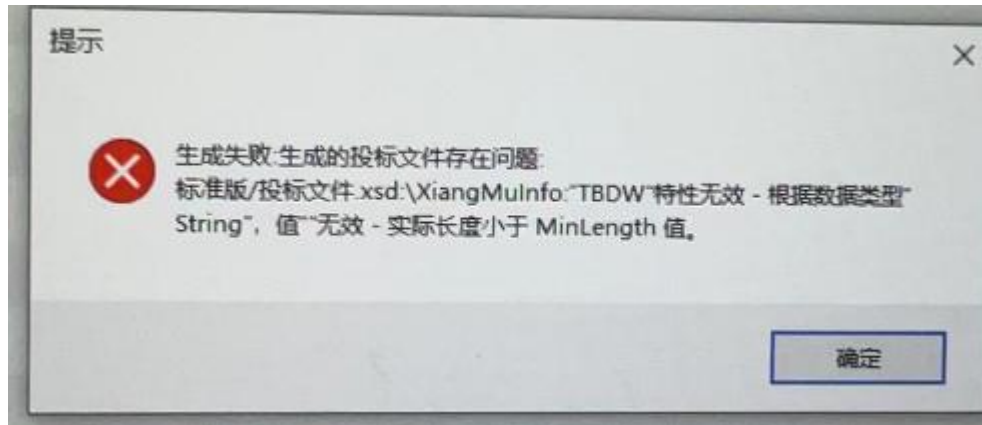 提示
生成失败:生成的投标文件存在问题:
标准版/投标文件.xsd:\XiangMuInfo:"TBDW"特性无效 - 根据数据类型"
String", 值""无效 - 实际长度小于 MinLength 值。
确定